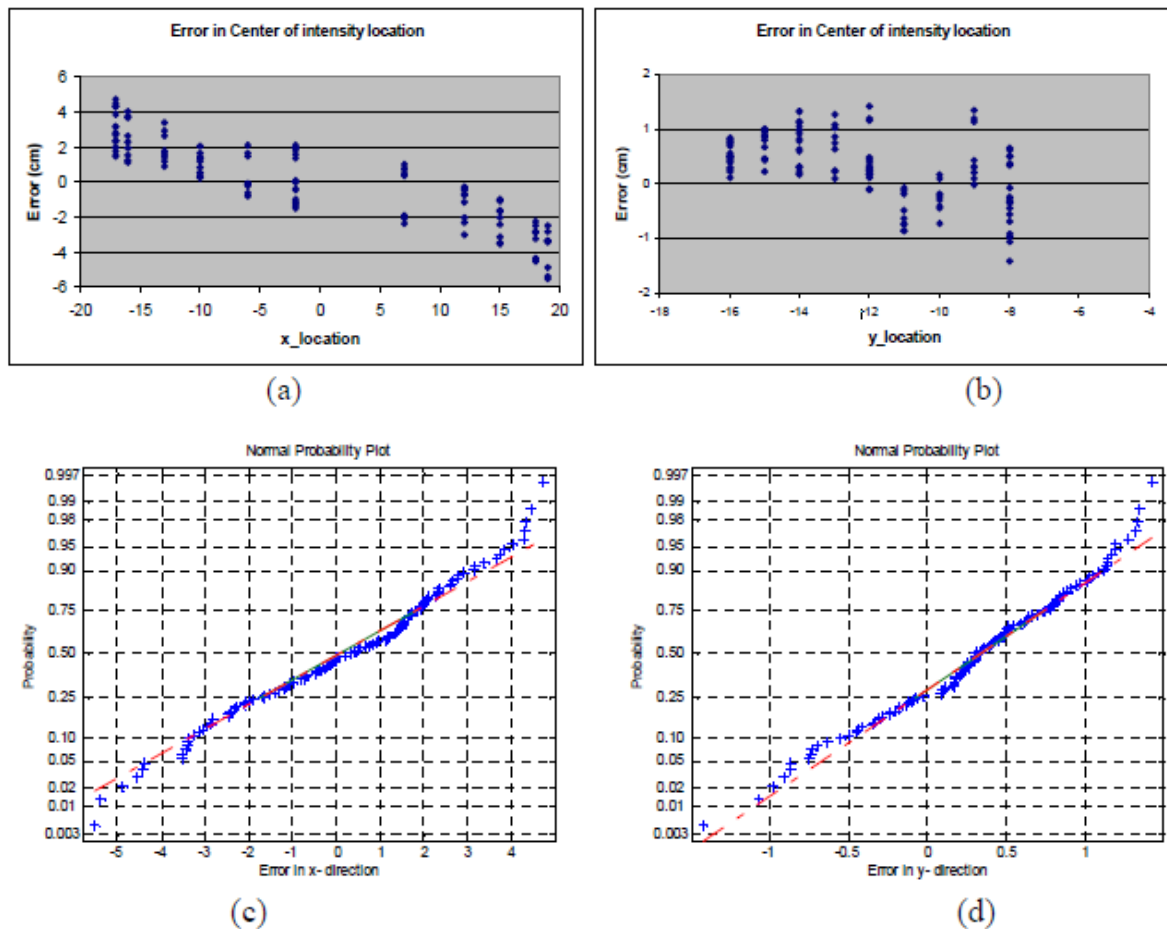 Error in Center of intensity location
6
4
2
0
-2
-4
-6
Error (cm)
-20 -15 -10 -5 0 5 10 15 20
x_location
(a)
Error in Center of intensity location
2
1
0
-1
-2
Error (cm)
-18 -16 -14 -12 -10 -8 -6 -4
y_location
(b)
Normal Probability Plot
0.997
0.99
0.98
0.95
0.90
0.75
0.50
0.25
0.10
0.05
0.02
0.01
0.003
Probability
-5 -4 -3 -2 -1 0 1 2 3 4
Error in x- direction
(c)
Normal Probability Plot
0.997
0.99
0.98
0.95
0.90
0.75
0.50
0.25
0.10
0.05
0.02
0.01
0.003
Probability
-1 -0.5 0 0.5 1
Error in y- direction
(d)